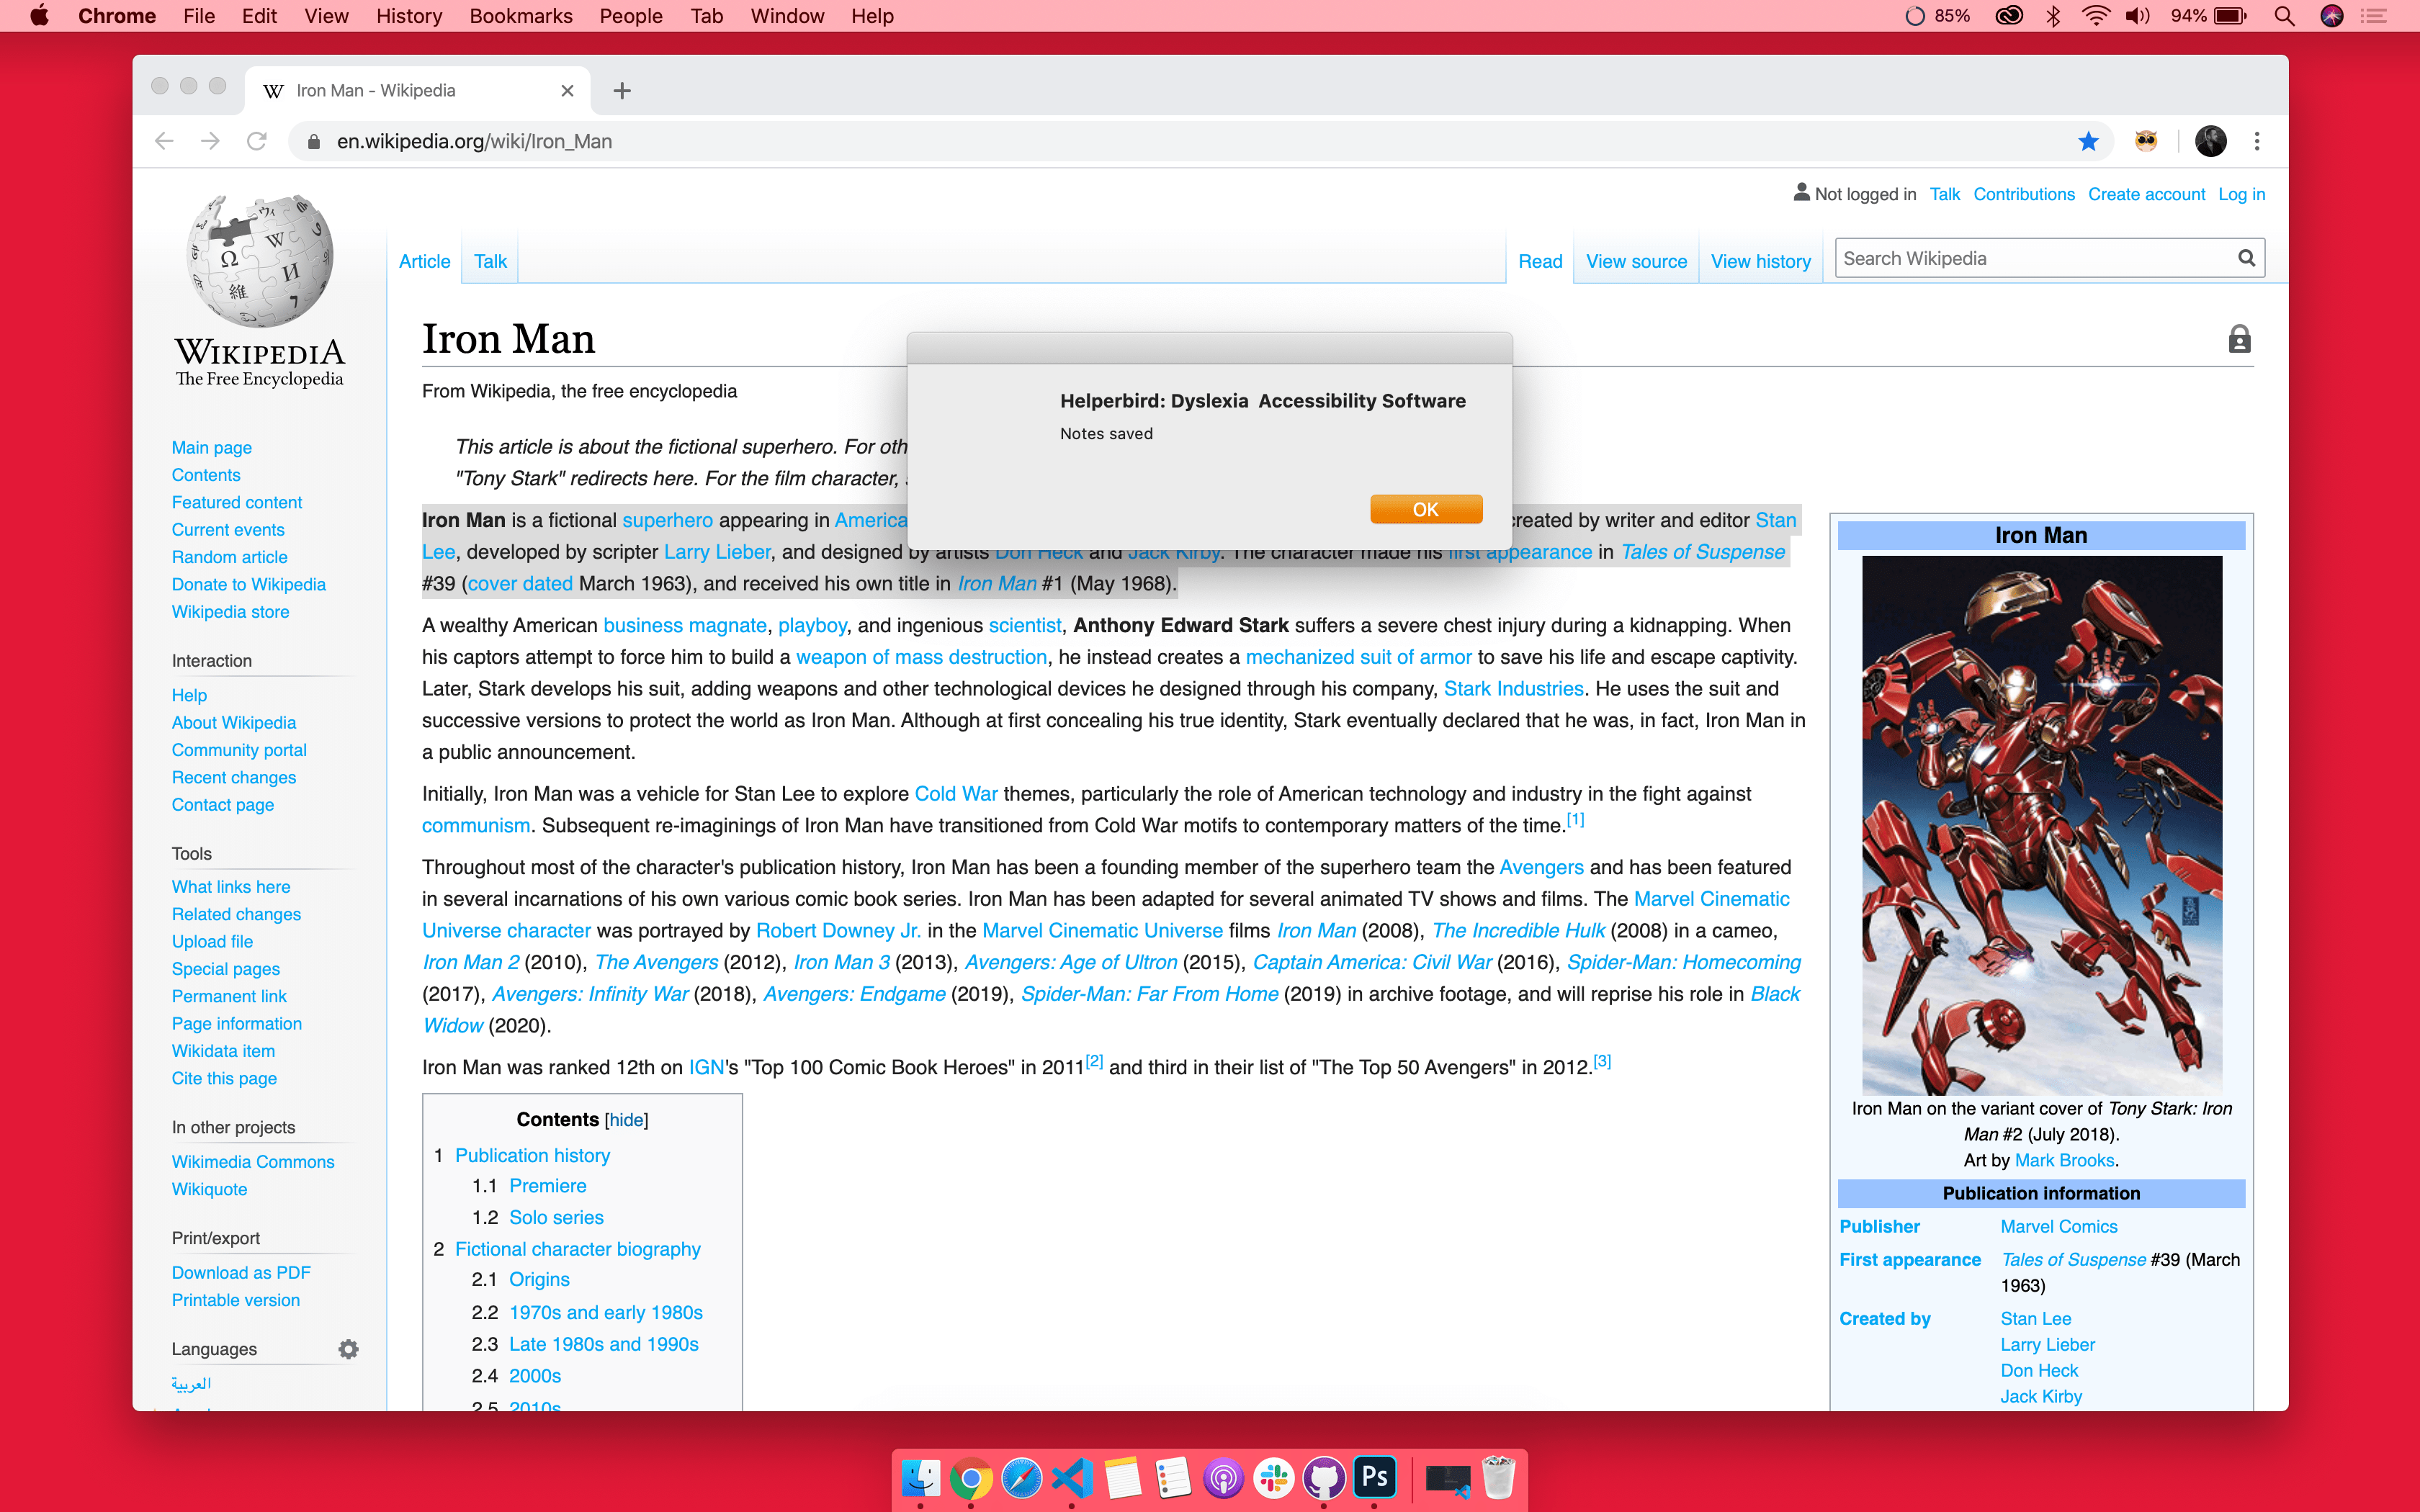 Chrome File Edit View History Bookmarks People Tab Window Help 85% 94%
Iron Man - Wikipedia
en.wikipedia.org/wiki/Iron_Man
Not logged in Talk Contributions Create account Log in
Article Talk Read View source View history Search Wikipedia
WIKIPEDIA
The Free Encyclopedia
Main page
Contents
Featured content
Current events
Random article
Donate to Wikipedia
Wikipedia store
Interaction
Help
About Wikipedia
Community portal
Recent changes
Contact page
Tools
What links here
Related changes
Upload file
Special pages
Permanent link
Page information
Wikidata item
Cite this page
In other projects
Wikimedia Commons
Wikiquote
Print/export
Download as PDF
Printable version
Languages
العربية
Iron Man
From Wikipedia, the free encyclopedia
This article is about the fictional superhero. For oth
"Tony Stark" redirects here. For the film character,
Helperbird: Dyslexia Accessibility Software
Notes saved
OK
Iron Man is a fictional superhero appearing in America created by writer and editor Stan
Lee, developed by scripter Larry Lieber, and designed by artists Don Heck and Jack Kirby. The character made his first appearance in Tales of Suspense
#39 (cover dated March 1963), and received his own title in Iron Man #1 (May 1968).
A wealthy American business magnate, playboy, and ingenious scientist, Anthony Edward Stark suffers a severe chest injury during a kidnapping. When
his captors attempt to force him to build a weapon of mass destruction, he instead creates a mechanized suit of armor to save his life and escape captivity.
Later, Stark develops his suit, adding weapons and other technological devices he designed through his company, Stark Industries. He uses the suit and
successive versions to protect the world as Iron Man. Although at first concealing his true identity, Stark eventually declared that he was, in fact, Iron Man in
a public announcement.
Initially, Iron Man was a vehicle for Stan Lee to explore Cold War themes, particularly the role of American technology and industry in the fight against
communism. Subsequent re-imaginings of Iron Man have transitioned from Cold War motifs to contemporary matters of the time.[1]
Throughout most of the character's publication history, Iron Man has been a founding member of the superhero team the Avengers and has been featured
in several incarnations of his own various comic book series. Iron Man has been adapted for several animated TV shows and films. The Marvel Cinematic
Universe character was portrayed by Robert Downey Jr. in the Marvel Cinematic Universe films Iron Man (2008), The Incredible Hulk (2008) in a cameo,
Iron Man 2 (2010), The Avengers (2012), Iron Man 3 (2013), Avengers: Age of Ultron (2015), Captain America: Civil War (2016), Spider-Man: Homecoming
(2017), Avengers: Infinity War (2018), Avengers: Endgame (2019), Spider-Man: Far From Home (2019) in archive footage, and will reprise his role in Black
Widow (2020).
Iron Man was ranked 12th on IGN's "Top 100 Comic Book Heroes" in 2011[2] and third in their list of "The Top 50 Avengers" in 2012.[3]
Contents [hide]
1 Publication history
1.1 Premiere
1.2 Solo series
2 Fictional character biography
2.1 Origins
2.2 1970s and early 1980s
2.3 Late 1980s and 1990s
2.4 2000s
2.5 2010s
Iron Man
Iron Man on the variant cover of Tony Stark: Iron
Man #2 (July 2018).
Art by Mark Brooks.
Publication information
Publisher Marvel Comics
First appearance Tales of Suspense #39 (March
1963)
Created by Stan Lee
Larry Lieber
Don Heck
Jack Kirby
Ps